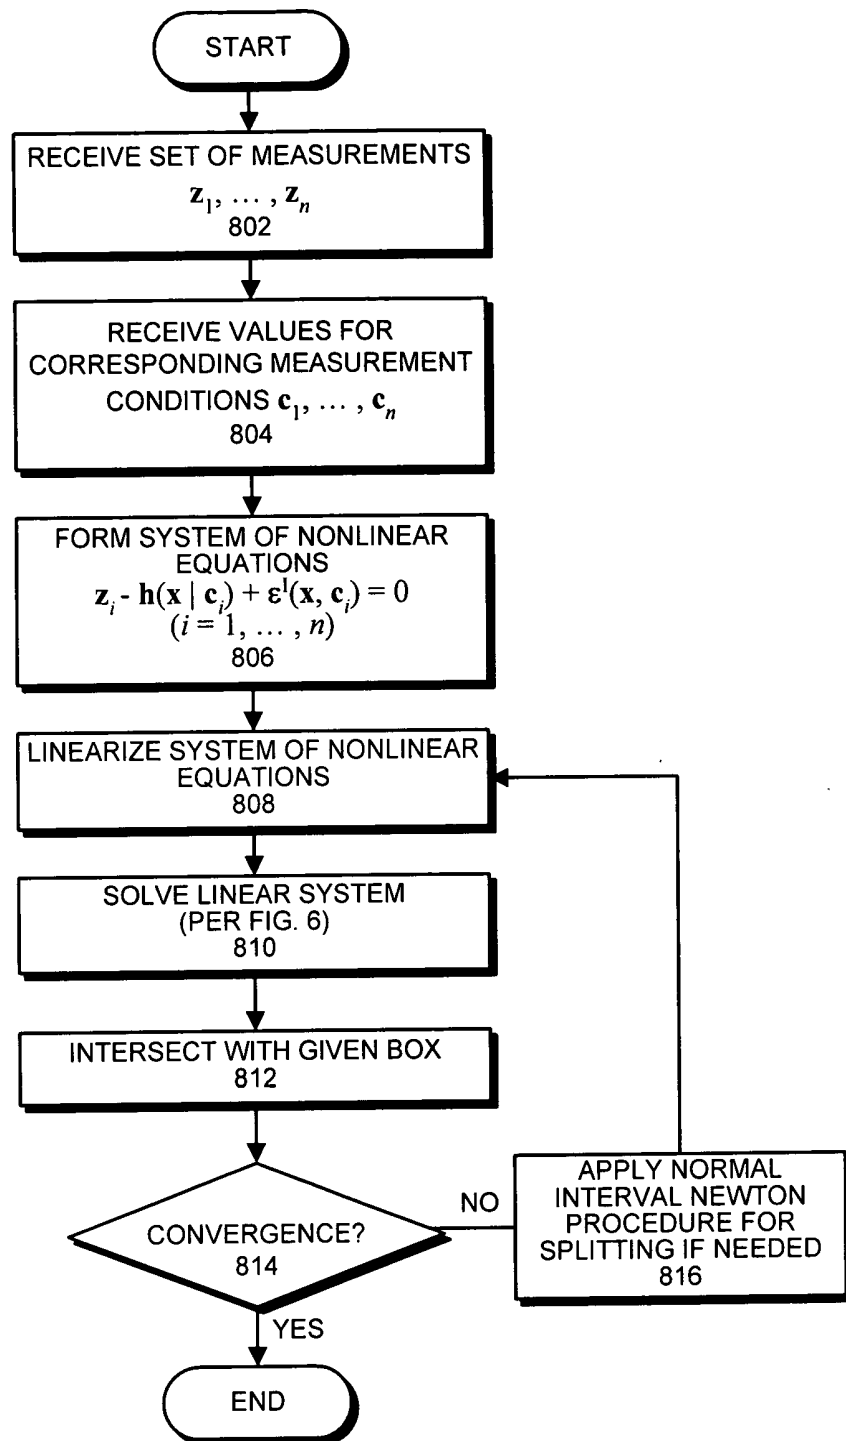 START
RECEIVE SET OF MEASUREMENTS
z₁, … , zₙ
802
RECEIVE VALUES FOR
CORRESPONDING MEASUREMENT
CONDITIONS c₁, … , cₙ
804
FORM SYSTEM OF NONLINEAR
EQUATIONS
zᵢ - h(x | cᵢ) + εᴵ(x, cᵢ) = 0
(i = 1, … , n)
806
LINEARIZE SYSTEM OF NONLINEAR
EQUATIONS
808
SOLVE LINEAR SYSTEM
(PER FIG. 6)
810
INTERSECT WITH GIVEN BOX
812
CONVERGENCE?
814
NO
APPLY NORMAL
INTERVAL NEWTON
PROCEDURE FOR
SPLITTING IF NEEDED
816
YES
END